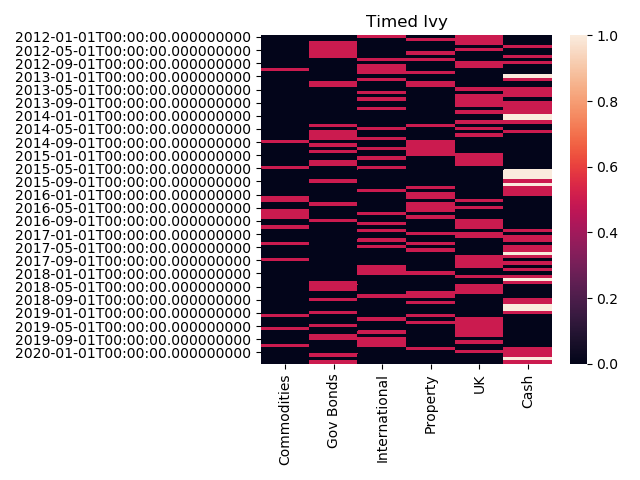 Timed Ivy
2012-01-01T00:00:00.000000000
2012-05-01T00:00:00.000000000
2012-09-01T00:00:00.000000000
2013-01-01T00:00:00.000000000
2013-05-01T00:00:00.000000000
2013-09-01T00:00:00.000000000
2014-01-01T00:00:00.000000000
2014-05-01T00:00:00.000000000
2014-09-01T00:00:00.000000000
2015-01-01T00:00:00.000000000
2015-05-01T00:00:00.000000000
2015-09-01T00:00:00.000000000
2016-01-01T00:00:00.000000000
2016-05-01T00:00:00.000000000
2016-09-01T00:00:00.000000000
2017-01-01T00:00:00.000000000
2017-05-01T00:00:00.000000000
2017-09-01T00:00:00.000000000
2018-01-01T00:00:00.000000000
2018-05-01T00:00:00.000000000
2018-09-01T00:00:00.000000000
2019-01-01T00:00:00.000000000
2019-05-01T00:00:00.000000000
2019-09-01T00:00:00.000000000
2020-01-01T00:00:00.000000000
Commodities
Gov Bonds
International
Property
UK
Cash
1.0
0.8
0.6
0.4
0.2
0.0